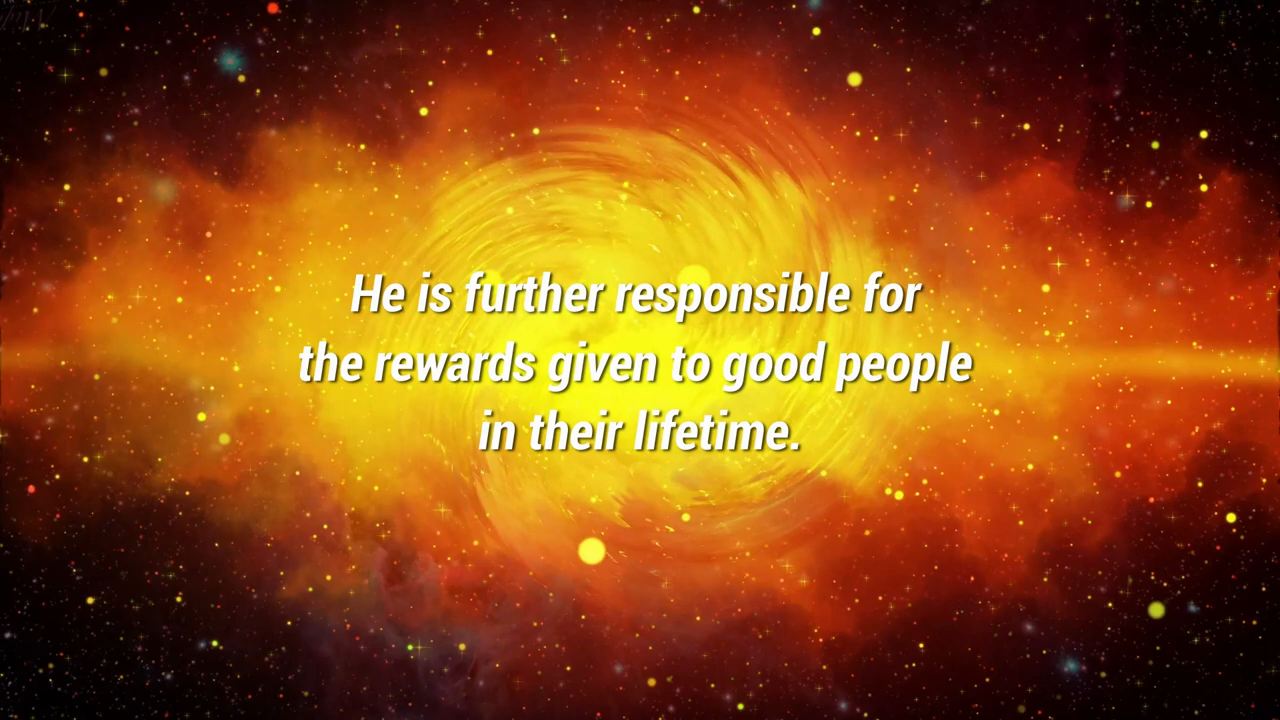 He is further responsible for
the rewards given to good people
in their lifetime.